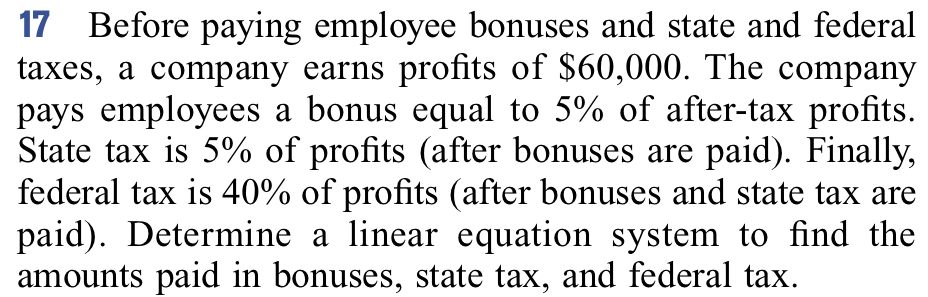 17 Before paying employee bonuses and state and federal
taxes, a company earns profits of $60,000. The company
pays employees a bonus equal to 5% of after-tax profits.
State tax is 5% of profits (after bonuses are paid). Finally,
federal tax is 40% of profits (after bonuses and state tax are
paid). Determine a linear equation system to find the
amounts paid in bonuses, state tax, and federal tax.